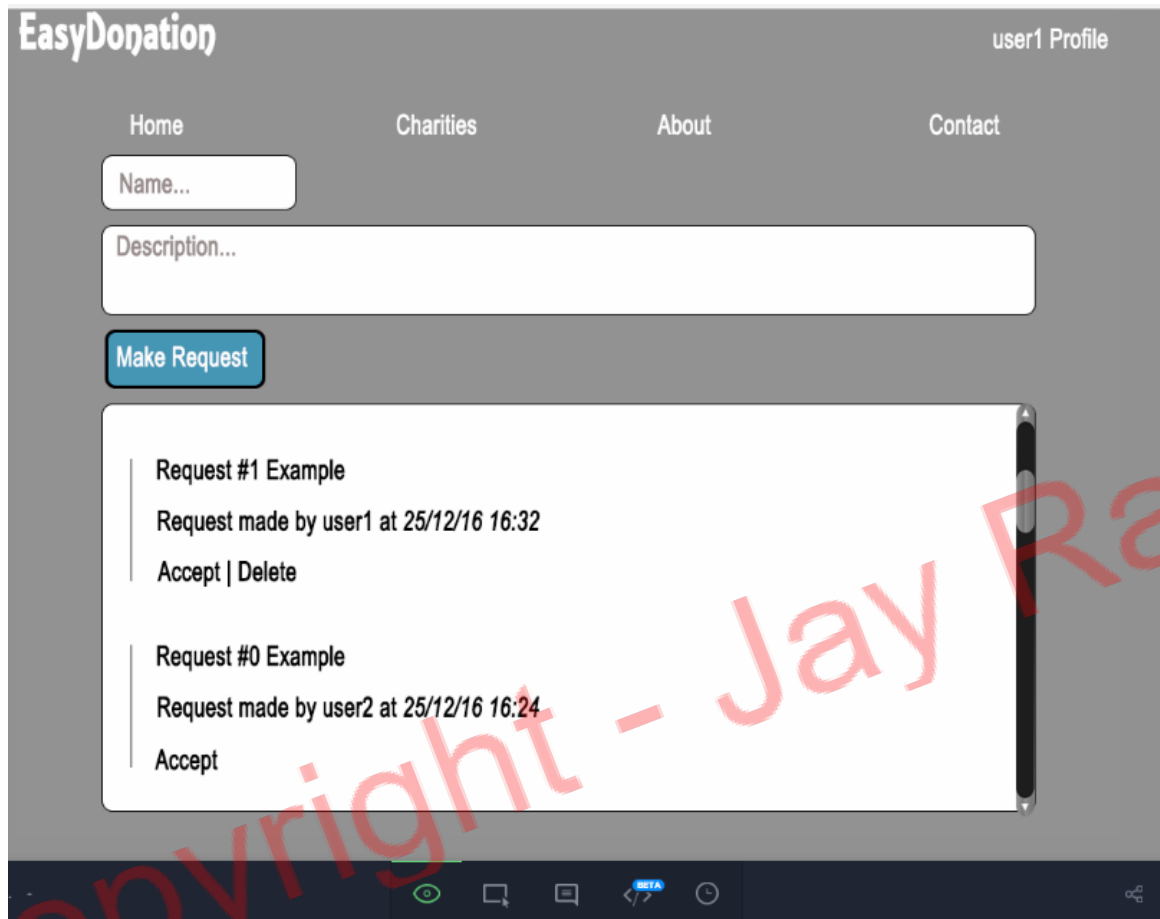 EasyDonation
user1 Profile
Home Charities About Contact
Name...
Description...
Make Request
Request #1 Example
Request made by user1 at 25/12/16 16:32
Accept | Delete
Request #0 Example
Request made by user2 at 25/12/16 16:24
Accept
opyright - Jay Ra
BETA